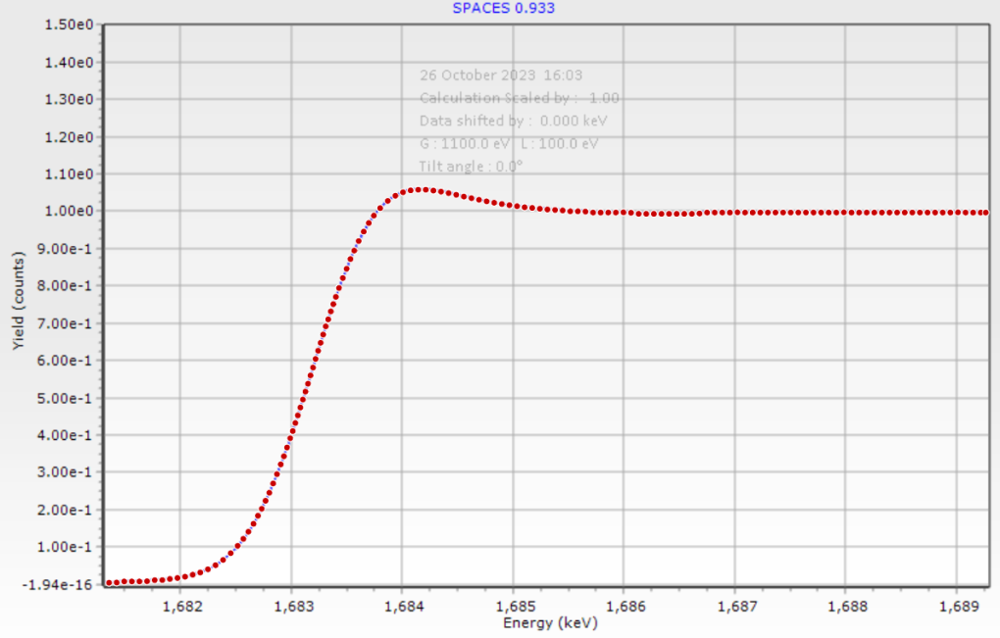 SPACES 0.933
1.50e0
1.40e0
1.30e0
1.20e0
1.10e0
1.00e0
9.00e-1
8.00e-1
7.00e-1
6.00e-1
5.00e-1
4.00e-1
3.00e-1
2.00e-1
1.00e-1
-1.94e-16
Yield (counts)
26 October 2023 16:03
Calculation Scaled by : 1.00
Data shifted by : 0.000 keV
G : 1100.0 eV L : 100.0 eV
Tilt angle : 0.0°
1,682 1,683 1,684 1,685 1,686 1,687 1,688 1,689
Energy (keV)